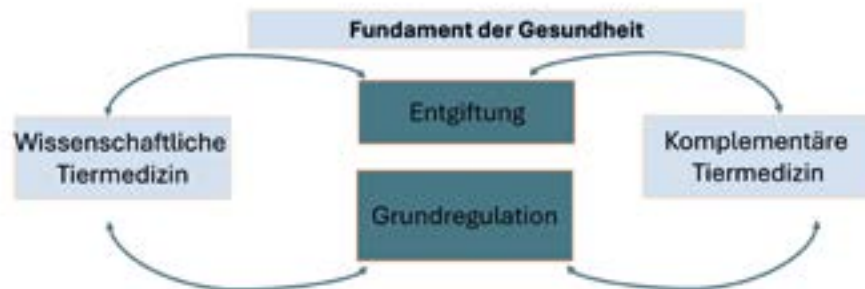 Fundament der Gesundheit
Entgiftung
Wissenschaftliche
Tiermedizin
Komplementäre
Tiermedizin
Grundregulation